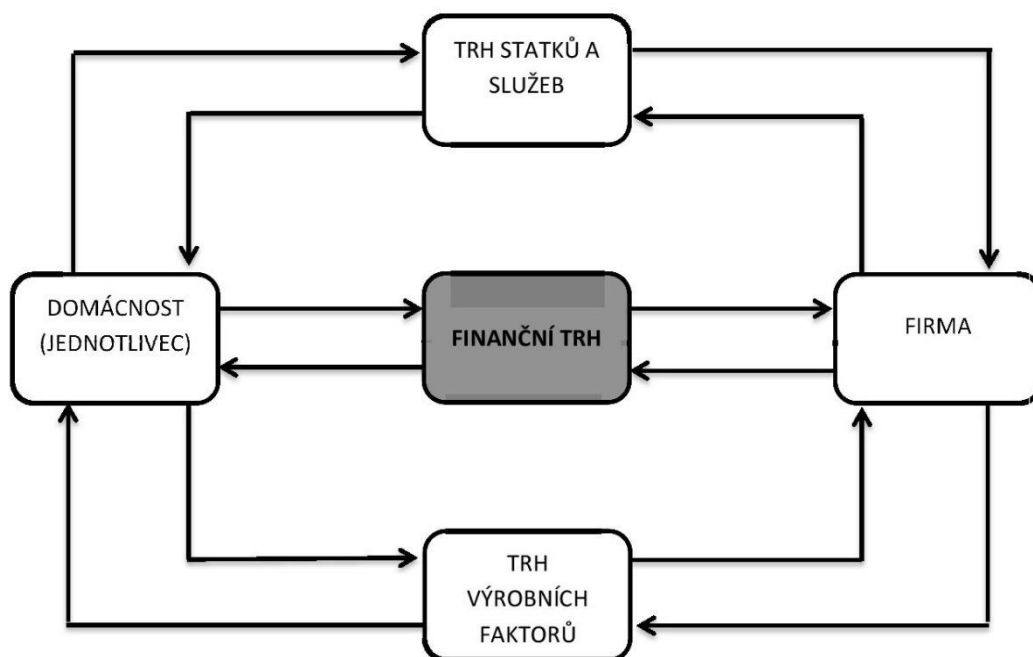 TRH STATKŮ A
SLUŽEB
DOMÁCNOST
(JEDNOTLIVEC)
FINANČNÍ TRH
FIRMA
TRH
VÝROBNÍCH
FAKTORŮ